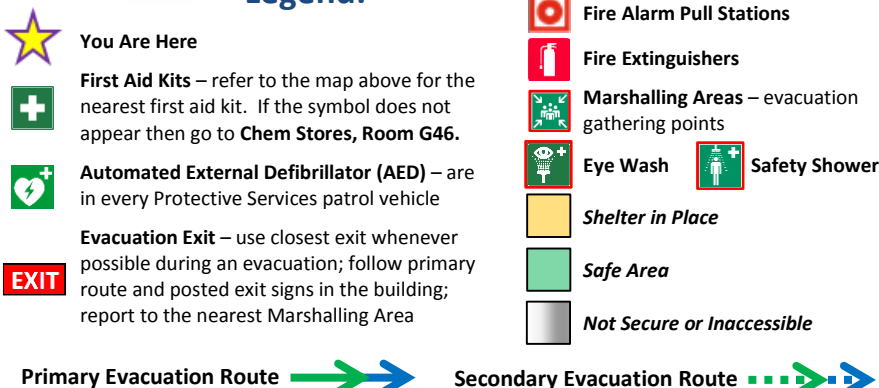 Legend:
You Are Here
First Aid Kits – refer to the map above for the
nearest first aid kit.  If the symbol does not
appear then go to Chem Stores, Room G46.
Automated External Defibrillator (AED) – are
in every Protective Services patrol vehicle
Evacuation Exit – use closest exit whenever
possible during an evacuation; follow primary
route and posted exit signs in the building;
report to the nearest Marshalling Area
EXIT
Primary Evacuation Route
Fire Alarm Pull Stations
Fire Extinguishers
Marshalling Areas – evacuation
gathering points
Eye Wash
Safety Shower
Shelter in Place
Safe Area
Not Secure or Inaccessible
Secondary Evacuation Route